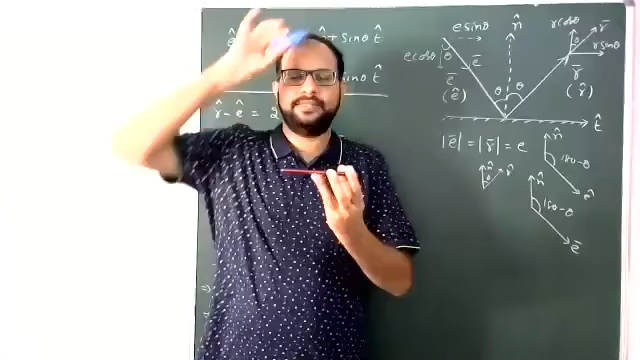 ê + sinθ t̂
sinθ t̂
r̂ - ê = 2
⇒
e sinθ
e cosθ
θ
ē
ē
(ê)
n̂
θ θ
r cosθ
r̄
θ
r sinθ
r̄
(r̂)
t̂
|ē| = |r̄| = e
n̂
θ
r̂
n̂
180-θ
n̂
180-θ
ē